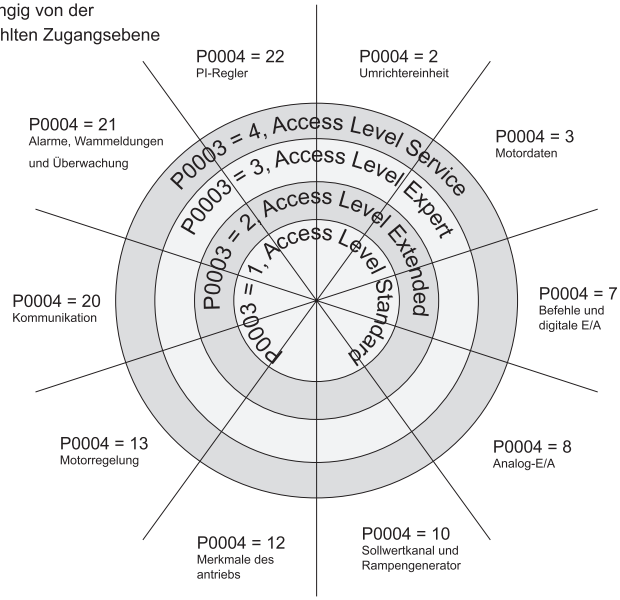 ngig von der
hlten Zugangsebene
P0004 = 22
PI-Regler
P0004 = 2
Umrichtereinheit
P0004 = 21
Alarme, Warnmeldungen
und Überwachung
P0004 = 3
Motordaten
P0003 = 4, Access Level Service
P0003 = 3, Access Level Expert
P0003 = 2, Access Level Extended
P0003 = 1, Access Level Standard
P0004 = 20
Kommunikation
P0004 = 7
Befehle und
digitale E/A
P0004 = 13
Motorregelung
P0004 = 8
Analog-E/A
P0004 = 12
Merkmale des
antriebs
P0004 = 10
Sollwertkanal und
Rampengenerator